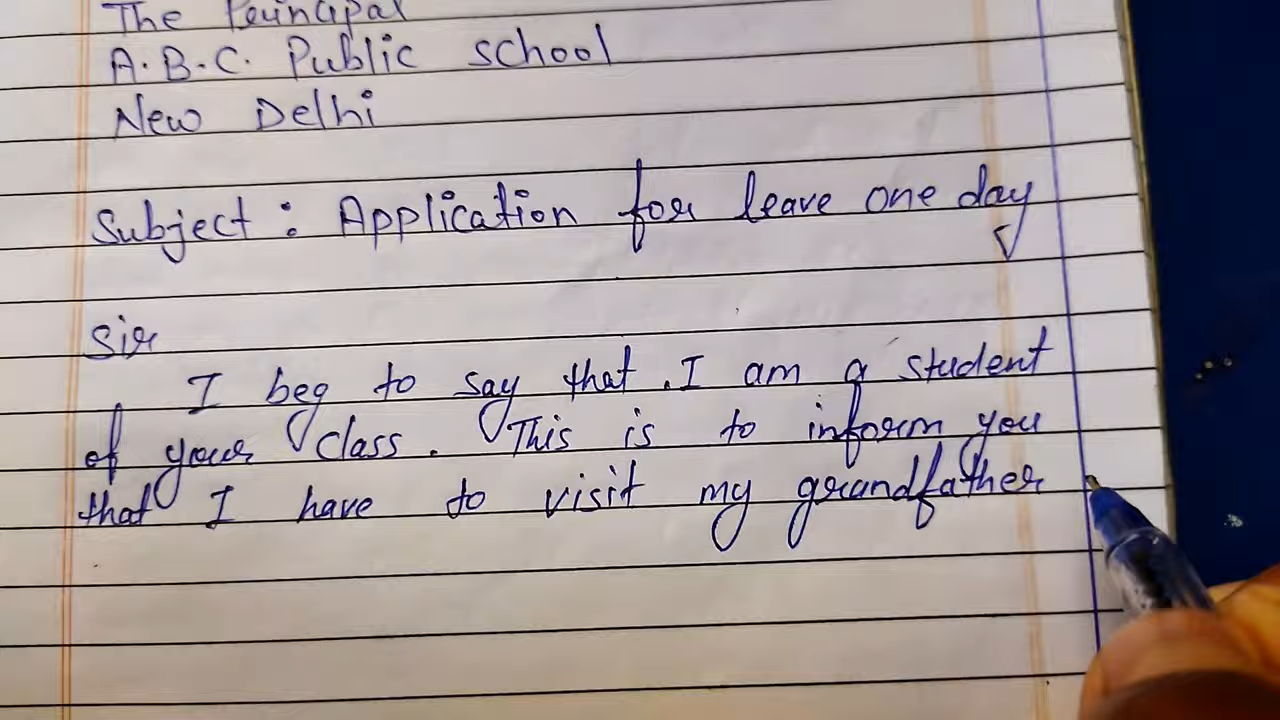 The Principal
A.B.C. Public school
New Delhi
Subject : Application for leave one day
Sir
I beg to say that . I am a student
of your class . This is to inform you
that I have to visit my grandfather